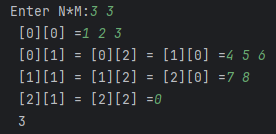 Enter N*M:3 3
[0][0] =1 2 3
[0][1] = [0][2] = [1][0] =4 5 6
[1][1] = [1][2] = [2][0] =7 8
[2][1] = [2][2] =0
3